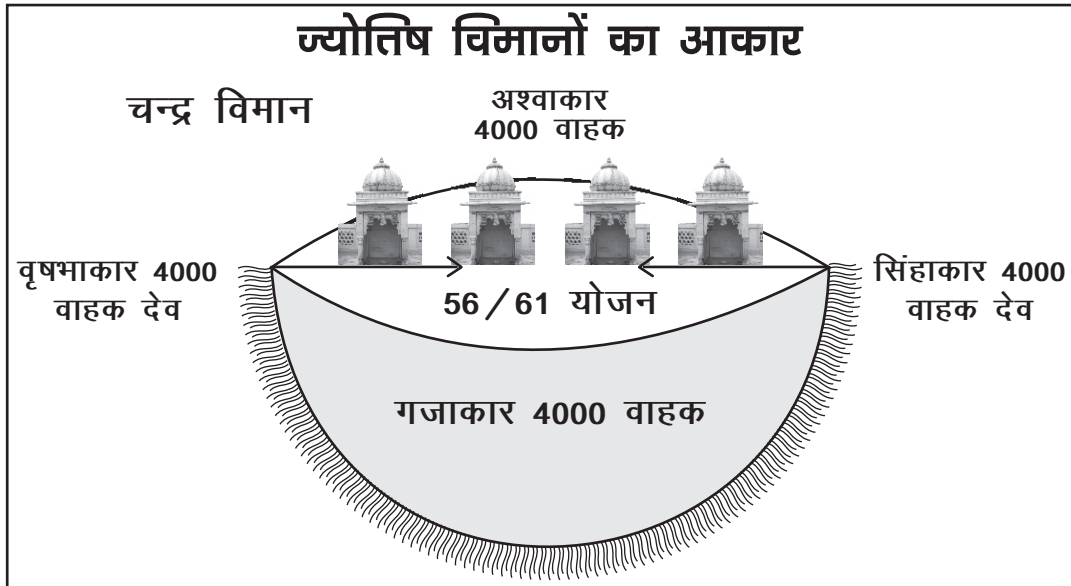 ज्योतिष विमानों का आकार
चन्द्र विमान
अश्वाकार
4000 वाहक
वृषभाकार 4000
वाहक देव
सिंहाकार 4000
वाहक देव
56/61 योजन
गजाकार 4000 वाहक